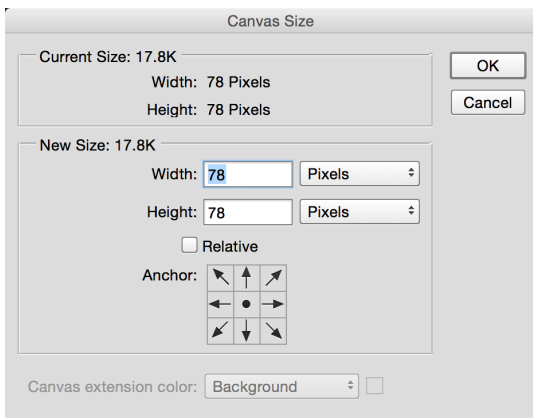 Canvas Size
Current Size: 17.8K
OK
Width: 78 Pixels
Height: 78 Pixels
Cancel
New Size: 17.8K
Width: 78 Pixels
Height: 78 Pixels
Relative
Anchor:
Canvas extension color: Background